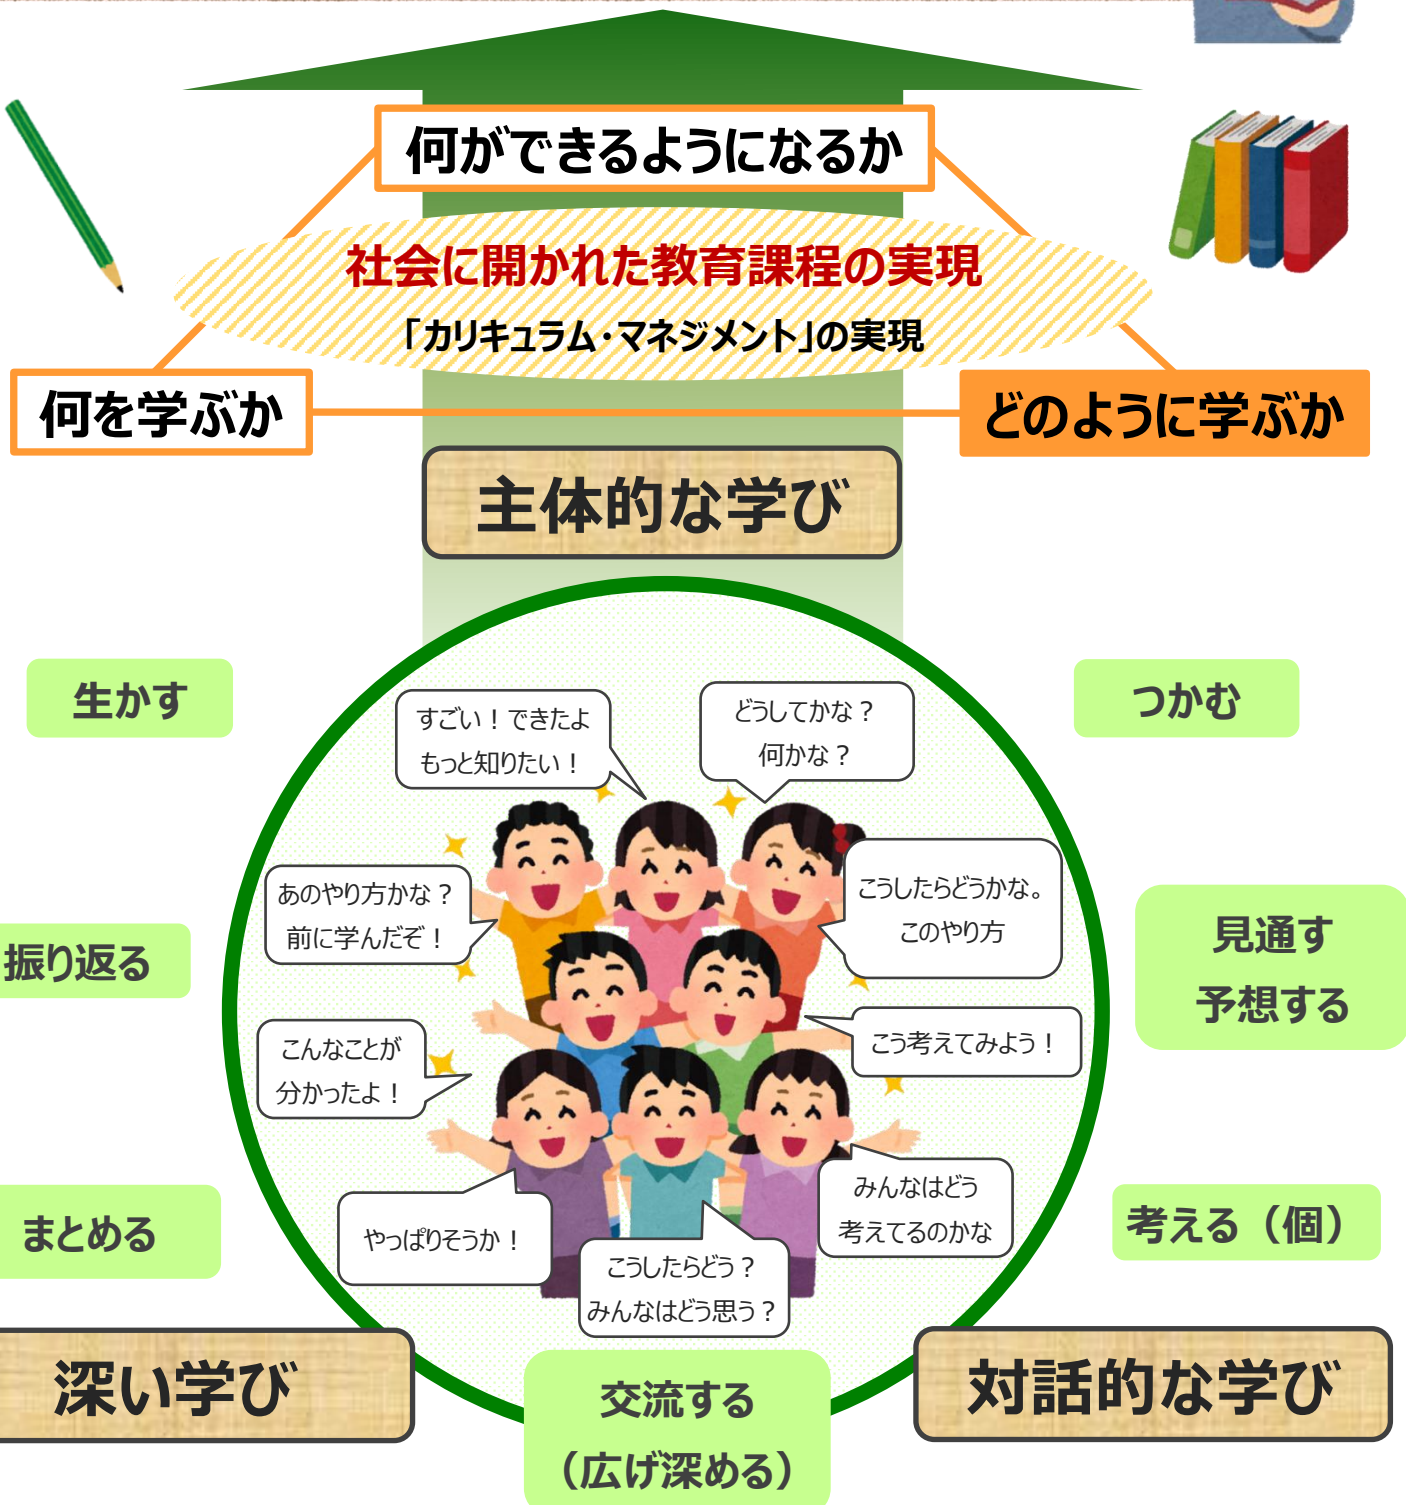 何ができるようになるか
社会に開かれた教育課程の実現
「カリキュラム・マネジメント」の実現
何を学ぶか
どのように学ぶか
主体的な学び
生かす
つかむ
すごい！できたよ
もっと知りたい！
どうしてかな？
何かな？
あのやり方かな？
前に学んだぞ！
こうしたらどうかな。
このやり方
振り返る
見通す
予想する
こんなことが
分かったよ！
こう考えてみよう！
まとめる
考える（個）
やっぱりそうか！
こうしたらどう？
みんなはどう思う？
みんなはどう
考えてるのかな
深い学び
対話的な学び
交流する
（広げ深める）